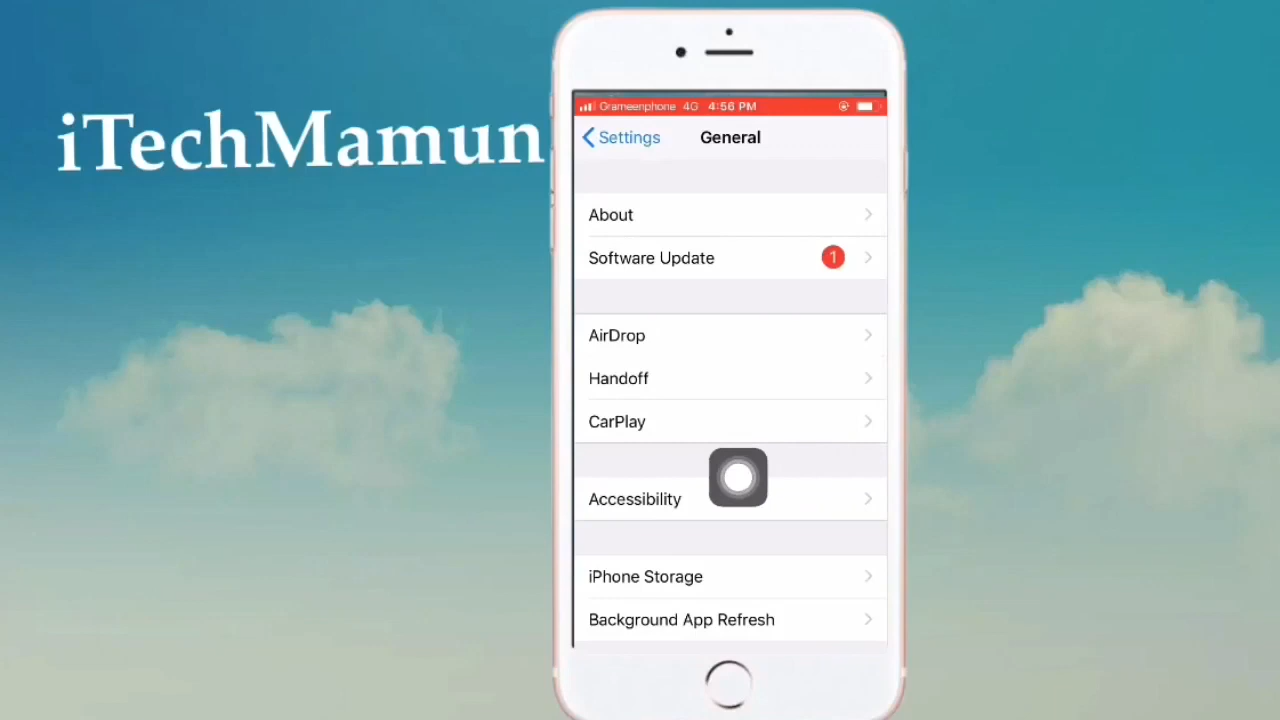 iTechMamun
Grameenphone 4G 4:56 PM
Settings General
About
Software Update 1
AirDrop
Handoff
CarPlay
Accessibility
iPhone Storage
Background App Refresh